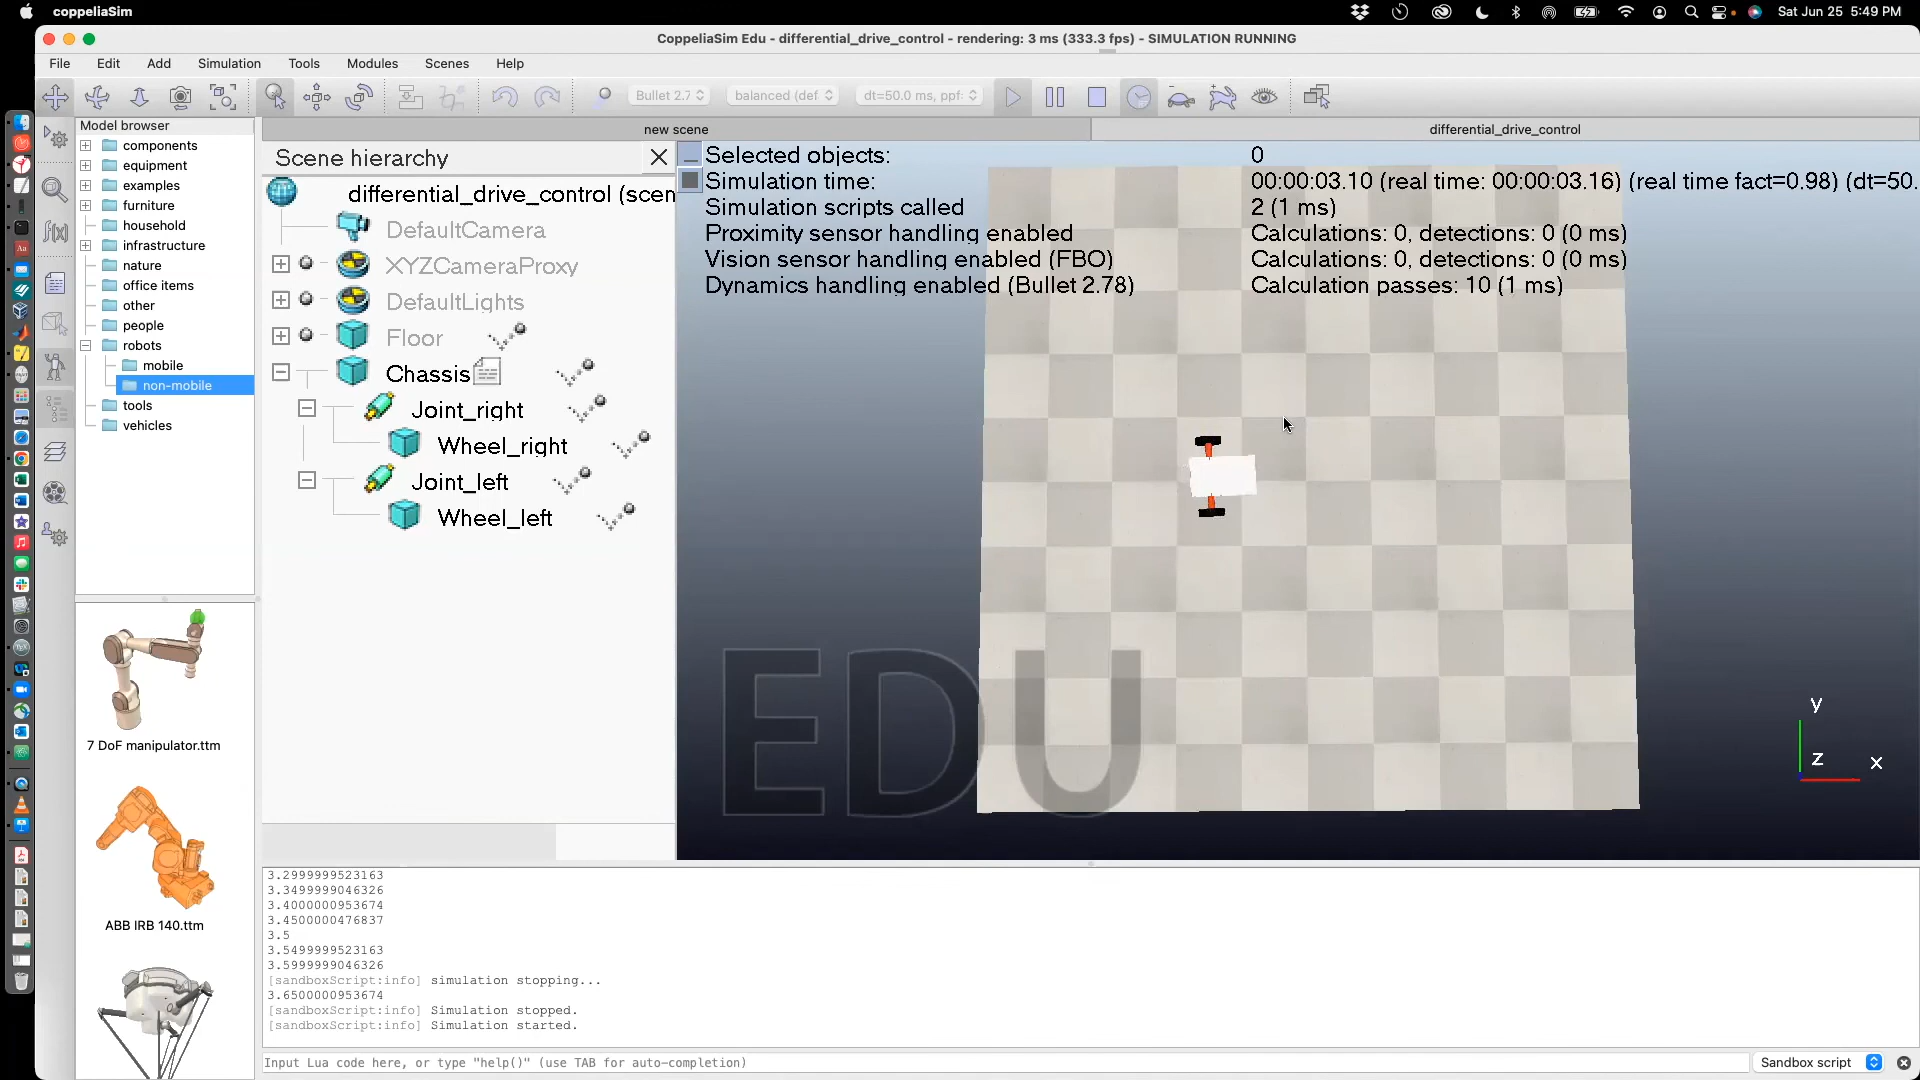 coppeliaSim
Sat Jun 25 5:49 PM
CoppeliaSim Edu - differential_drive_control - rendering: 3 ms (333.3 fps) - SIMULATION RUNNING
File Edit Add Simulation Tools Modules Scenes Help
Bullet 2.7 balanced (def dt=50.0 ms, ppf:
new scene
differential_drive_control
Model browser
components
equipment
examples
furniture
household
infrastructure
nature
office items
other
people
robots
mobile
non-mobile
tools
vehicles
7 DoF manipulator.ttm
ABB IRB 140.ttm
Scene hierarchy
differential_drive_control (scen
DefaultCamera
XYZCameraProxy
DefaultLights
Floor
Chassis
Joint_right
Wheel_right
Joint_left
Wheel_left
Selected objects: 0
Simulation time: 00:00:03.10 (real time: 00:00:03.16) (real time fact=0.98) (dt=50.
Simulation scripts called 2 (1 ms)
Proximity sensor handling enabled Calculations: 0, detections: 0 (0 ms)
Vision sensor handling enabled (FBO) Calculations: 0, detections: 0 (0 ms)
Dynamics handling enabled (Bullet 2.78) Calculation passes: 10 (1 ms)
EDU
y
z x
3.2999999523163
3.3499999046326
3.4000000953674
3.4500000476837
3.5
3.5499999523163
3.5999999046326
[sandboxScript:info] simulation stopping...
3.6500000953674
[sandboxScript:info] Simulation stopped.
[sandboxScript:info] Simulation started.
Input Lua code here, or type "help()" (use TAB for auto-completion)
Sandbox script